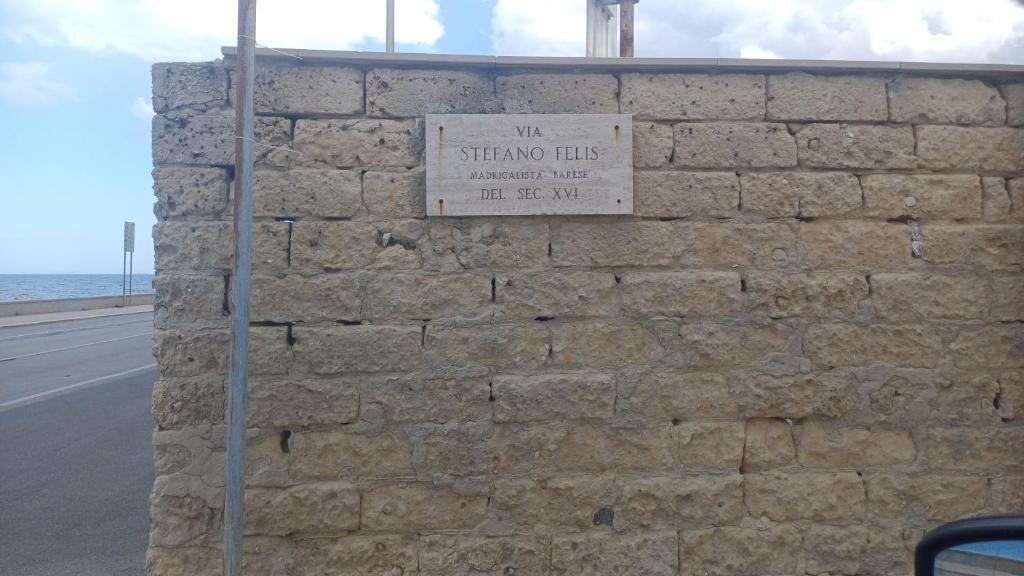 VIA
STEFANO FELIS
MADRIGALISTA BARESE
DEL SEC. XVI